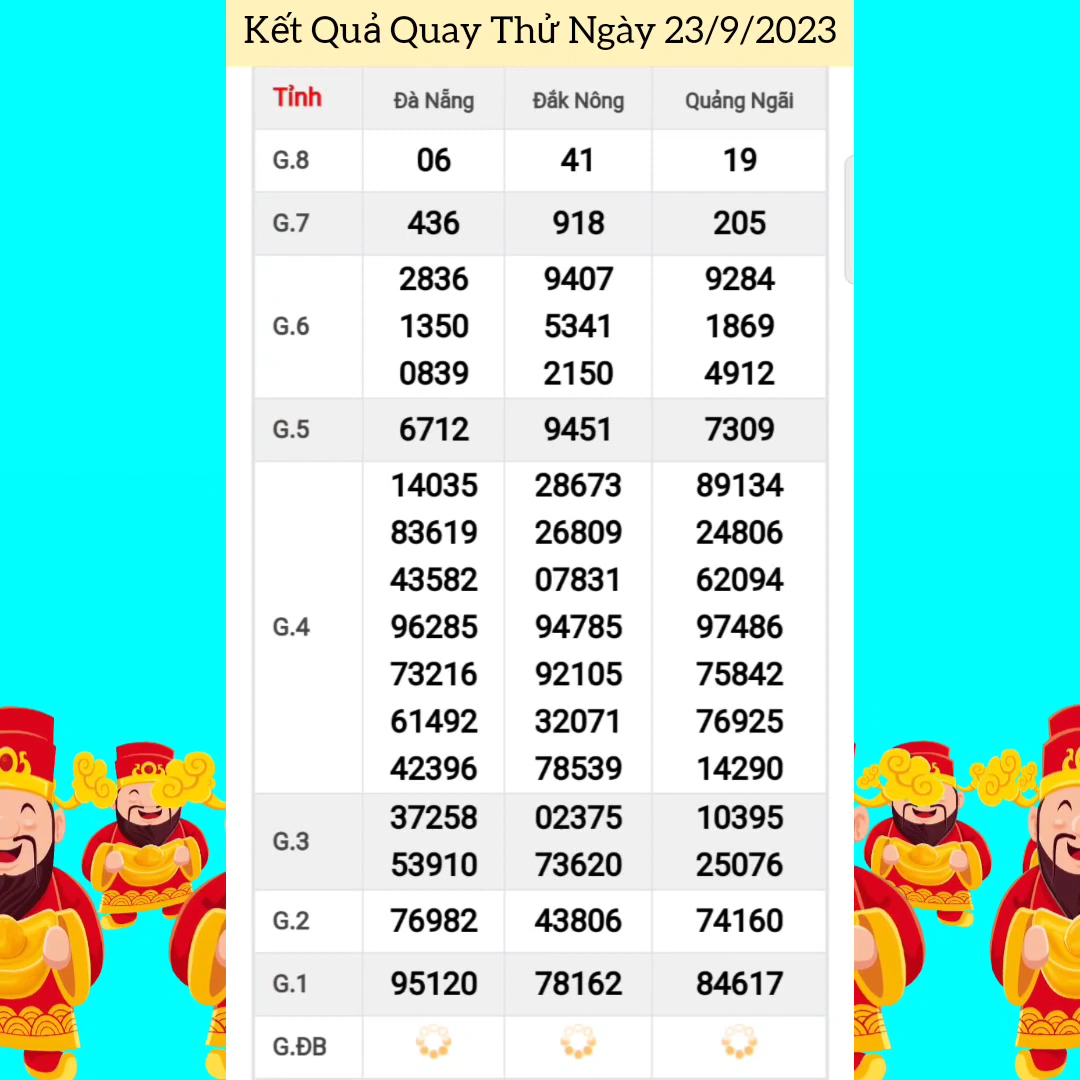 Kết Quả Quay Thử Ngày 23/9/2023
Tỉnh Đà Nẵng Đắk Nông Quảng Ngãi
G.8 06 41 19
G.7 436 918 205
2836 9407 9284
G.6 1350 5341 1869
0839 2150 4912
G.5 6712 9451 7309
14035 28673 89134
83619 26809 24806
43582 07831 62094
G.4 96285 94785 97486
73216 92105 75842
61492 32071 76925
42396 78539 14290
37258 02375 10395
G.3
53910 73620 25076
G.2 76982 43806 74160
G.1 95120 78162 84617
G.ĐB